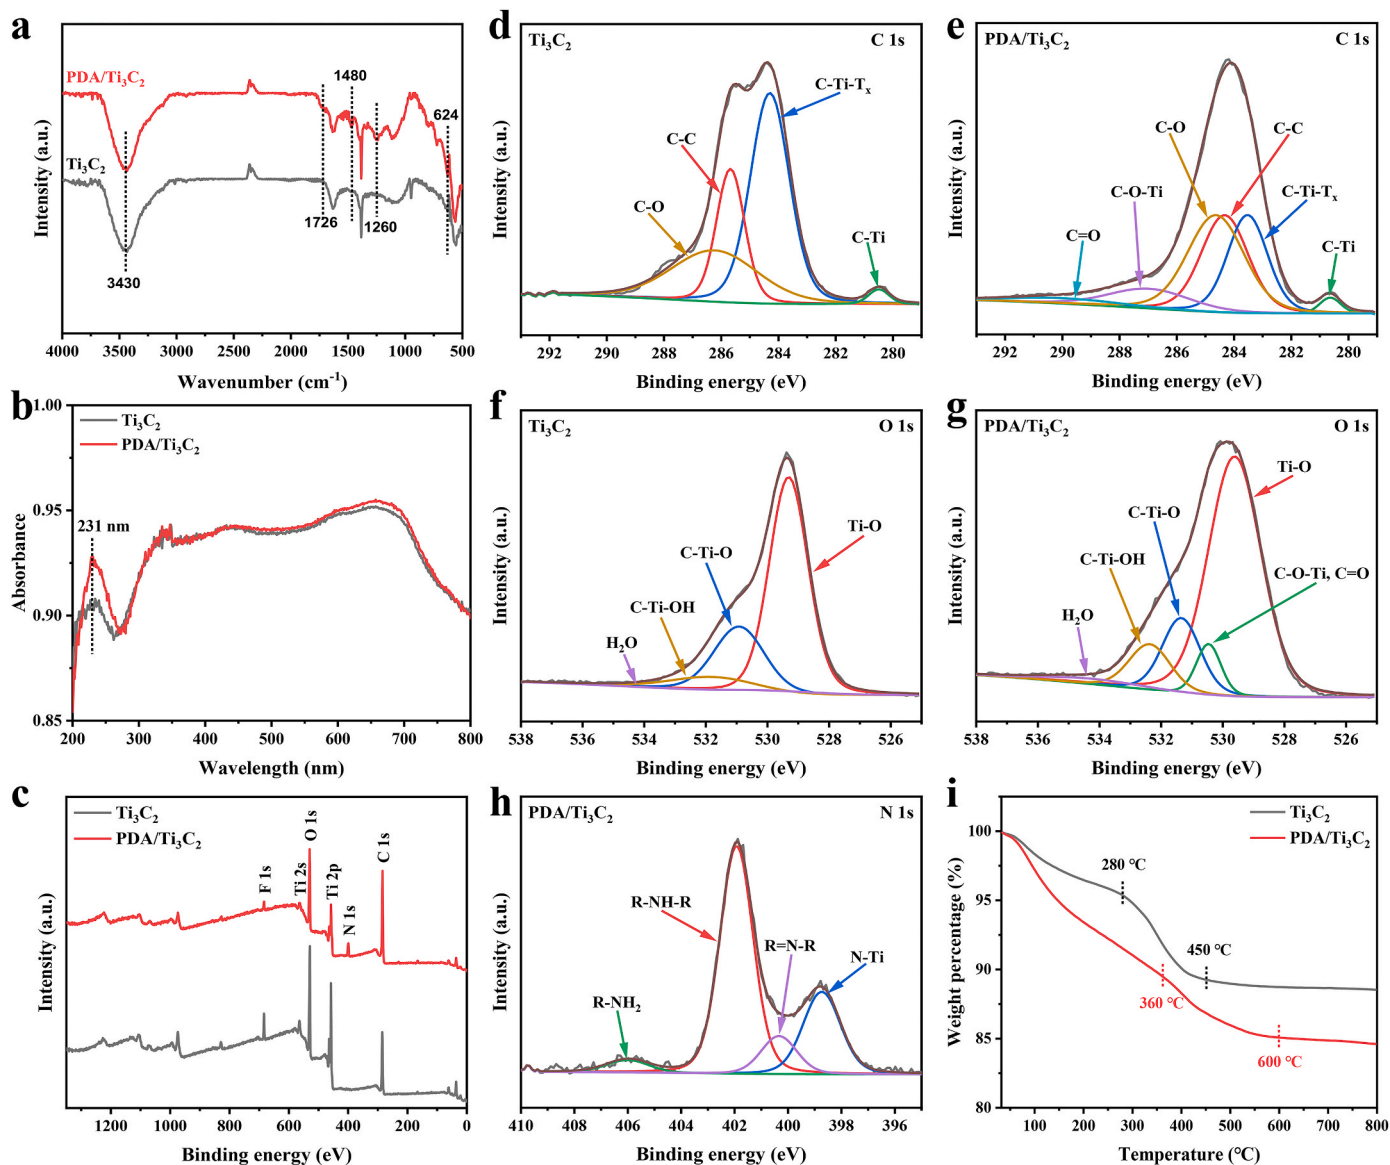 a
PDA/Ti₃C₂
Ti₃C₂
3430
1726
1480
1260
624
Intensity (a.u.)
4000 3500 3000 2500 2000 1500 1000 500
Wavenumber (cm⁻¹)
d
Ti₃C₂
C 1s
C-Ti-Tₓ
C-C
C-O
C-Ti
Intensity (a.u.)
293 290 288 286 284 282 280
Binding energy (eV)
e
PDA/Ti₃C₂
C 1s
C-O
C-C
C-O-Ti
C-Ti-Tₓ
C=O
C-Ti
Intensity (a.u.)
293 290 288 286 284 282 280
Binding energy (eV)
b
Ti₃C₂
PDA/Ti₃C₂
231 nm
Absorbance
1.00
0.95
0.90
0.85
200 300 400 500 600 700 800
Wavelength (nm)
f
Ti₃C₂
O 1s
Ti-O
C-Ti-O
C-Ti-OH
H₂O
Intensity (a.u.)
538 536 534 532 530 528 526
Binding energy (eV)
g
PDA/Ti₃C₂
O 1s
Ti-O
C-Ti-O
C-Ti-OH
C-O-Ti, C=O
H₂O
Intensity (a.u.)
538 536 534 532 530 528 526
Binding energy (eV)
c
Ti₃C₂
PDA/Ti₃C₂
F 1s
Ti 2s
O 1s
Ti 2p
N 1s
C 1s
Intensity (a.u.)
1200 1000 800 600 400 200 0
Binding energy (eV)
h
PDA/Ti₃C₂
N 1s
R-NH-R
R=N-R
N-Ti
R-NH₂
Intensity (a.u.)
410 408 406 404 402 400 398 396
Binding energy (eV)
i
Ti₃C₂
PDA/Ti₃C₂
280 ℃
450 ℃
360 ℃
600 ℃
Weight percentage (%)
100
95
90
85
80
100 200 300 400 500 600 700 800
Temperature (℃)